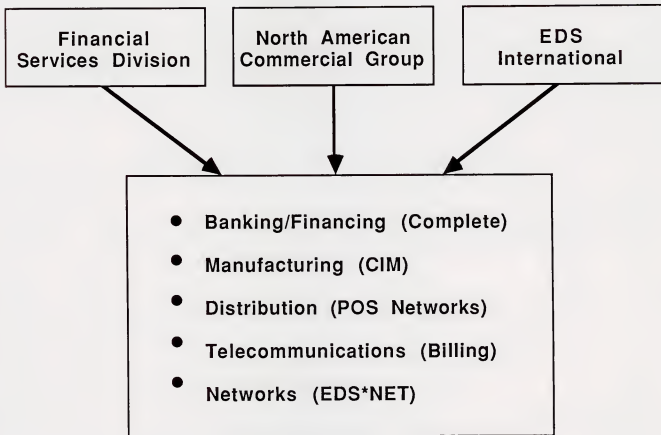 Financial
Services Division
North American
Commercial Group
EDS
International
• Banking/Financing (Complete)
• Manufacturing (CIM)
• Distribution (POS Networks)
• Telecommunications (Billing)
• Networks (EDS*NET)